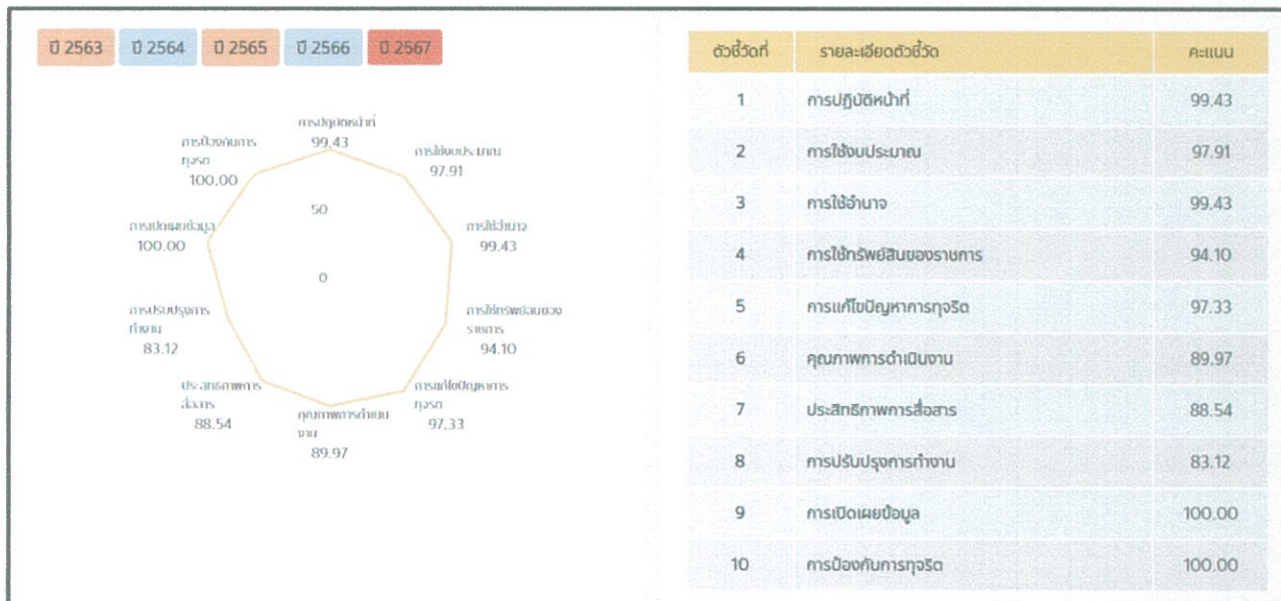 ปี 2563 ปี 2564 ปี 2565 ปี 2566 ปี 2567
การปฏิบัติหน้าที่
99.43
การใช้งบประมาณ
97.91
การใช้อำนาจ
99.43
การใช้ทรัพย์สินของ
ราชการ
94.10
การแก้ไขปัญหาการ
ทุจริต
97.33
คุณภาพการดำเนิน
งาน
89.97
ประสิทธิภาพการ
สื่อสาร
88.54
การปรับปรุงการ
ทำงาน
83.12
การเปิดเผยข้อมูล
100.00
การป้องกันการ
ทุจริต
100.00
50
0
ตัวชี้วัดที่ รายละเอียดตัวชี้วัด คะแนน
1 การปฏิบัติหน้าที่ 99.43
2 การใช้งบประมาณ 97.91
3 การใช้อำนาจ 99.43
4 การใช้ทรัพย์สินของราชการ 94.10
5 การแก้ไขปัญหาการทุจริต 97.33
6 คุณภาพการดำเนินงาน 89.97
7 ประสิทธิภาพการสื่อสาร 88.54
8 การปรับปรุงการทำงาน 83.12
9 การเปิดเผยข้อมูล 100.00
10 การป้องกันการทุจริต 100.00